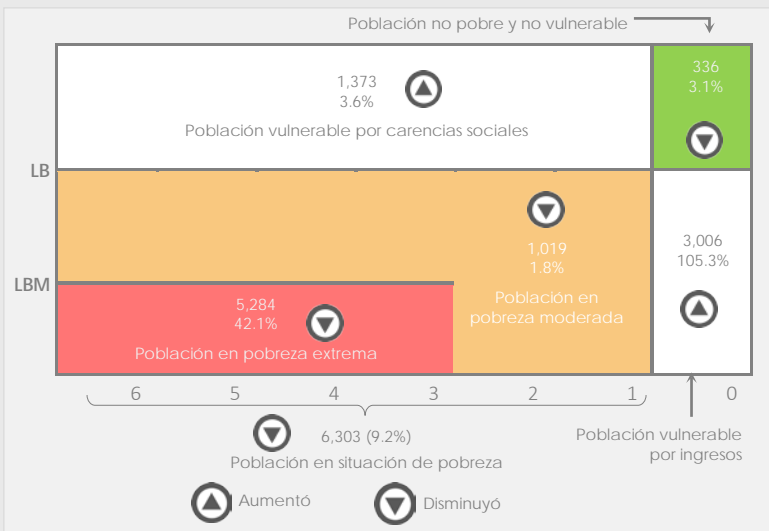 Población no pobre y no vulnerable
336
3.1%
1,373
3.6%
Población vulnerable por carencias sociales
LB
1,019
1.8%
Población en
pobreza moderada
3,006
105.3%
LBM
5,284
42.1%
Población en pobreza extrema
6 5 4 3 2 1 0
6,303 (9.2%)
Población en situación de pobreza
Población vulnerable
por ingresos
Aumentó
Disminuyó